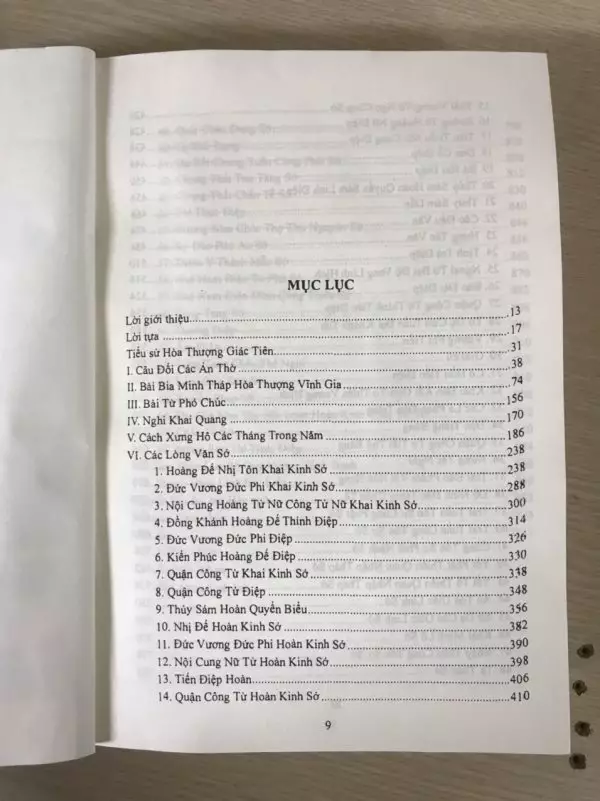 MỤC LỤC
Lời giới thiệu....................13
Lời tựa....................17
Tiểu sử Hòa Thượng Giác Tiên....................31
I. Câu Đối Các Án Thờ....................38
II. Bài Bia Minh Tháp Hòa Thượng Vĩnh Gia....................74
III. Bài Từ Phó Chúc....................156
IV. Nghi Khai Quang....................170
V. Cách Xưng Hô Các Tháng Trong Năm....................186
VI. Các Lòng Văn Sớ....................238
1. Hoàng Đế Nhị Tôn Khai Kinh Sớ....................238
2. Đức Vương Đức Phi Khai Kinh Sớ....................288
3. Nội Cung Hoàng Tử Nữ Công Tử Nữ Khai Kinh Sớ....................300
4. Đồng Khánh Hoàng Đế Thỉnh Điệp....................314
5. Đức Vương Đức Phi Điệp....................326
6. Kiến Phúc Hoàng Đế Điệp....................330
7. Quận Công Tử Khai Kinh Sớ....................338
8. Quận Công Tử Điệp....................348
9. Thủy Sám Hoàn Quyển Biểu....................356
10. Nhị Đế Hoàn Kinh Sớ....................382
11. Đức Vương Đức Phi Hoàn Kinh Sớ....................390
12. Nội Cung Nữ Tử Hoàn Kinh Sớ....................398
13. Tiến Điệp Hoàn....................406
14. Quận Công Tử Hoàn Kinh Sớ....................410
9